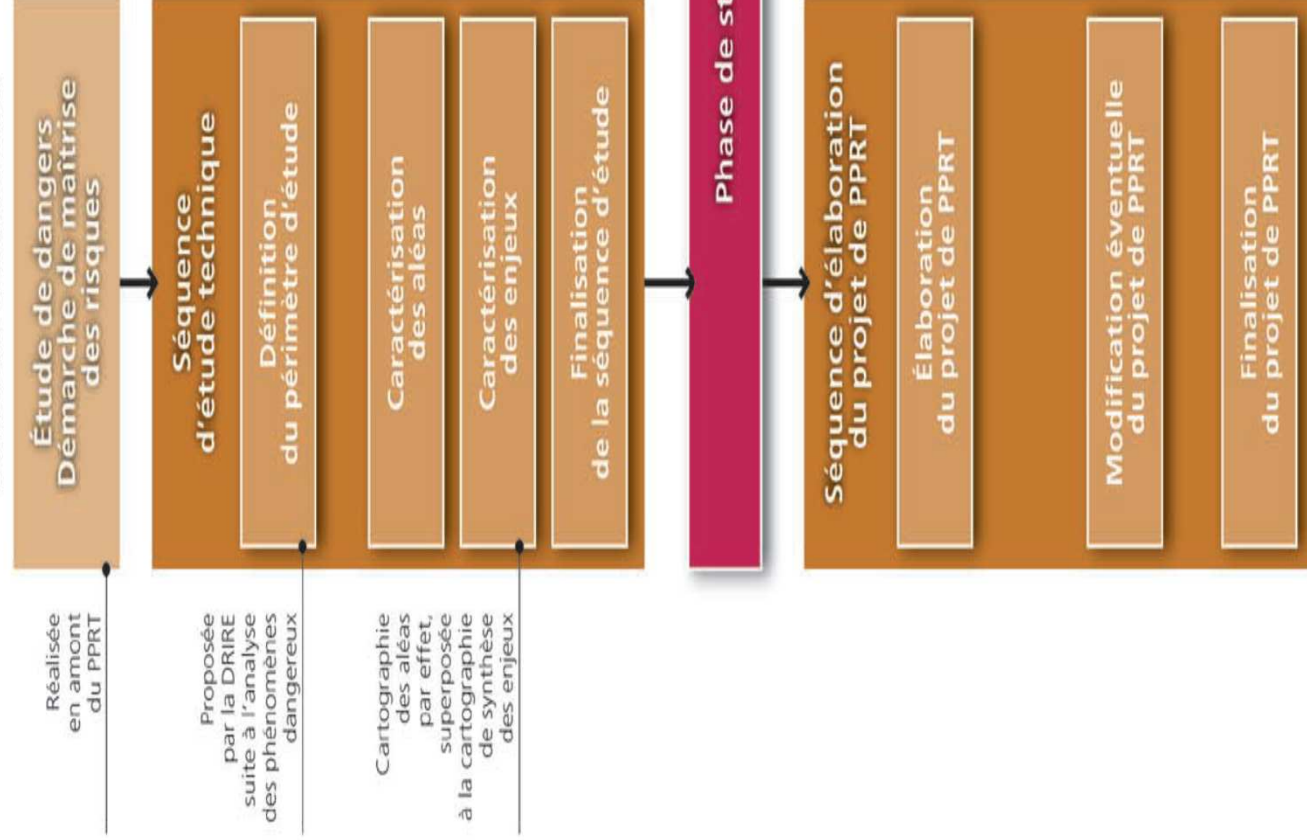 Réalisée
en amont
du PPRT
Étude de dangers
Démarche de maîtrise
des risques
Séquence
d'étude technique
Proposée
par la DRIRE
suite à l'analyse
des phénomènes
dangereux
Définition
du périmètre d'étude
Caractérisation
des aléas
Cartographie
des aléas
par effet,
superposée
à la cartographie
de synthèse
des enjeux
Caractérisation
des enjeux
Finalisation
de la séquence d'étude
Phase de st
Séquence d'élaboration
du projet de PPRT
Élaboration
du projet de PPRT
Modification éventuelle
du projet de PPRT
Finalisation
du projet de PPRT